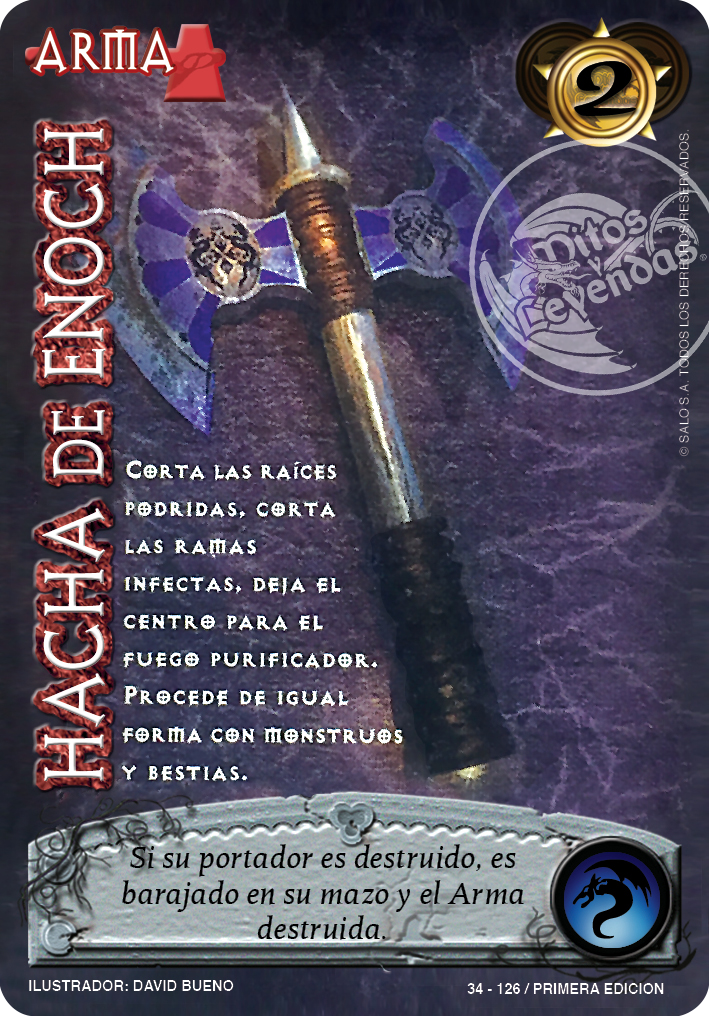 ARMA
2
HACHA DE ENOCH
Mitos
y
Leyendas
®
© SALO S.A. TODOS LOS DERECHOS RESERVADOS.
CORTA LAS RAÍCES
PODRIDAS, CORTA
LAS RAMAS
INFECTAS, DEJA EL
CENTRO PARA EL
FUEGO PURIFICADOR.
PROCEDE DE IGUAL
FORMA CON MONSTRUOS
Y BESTIAS.
Si su portador es destruido, es
barajado en su mazo y el Arma
destruida.
ILUSTRADOR: DAVID BUENO
34 - 126 / PRIMERA EDICION